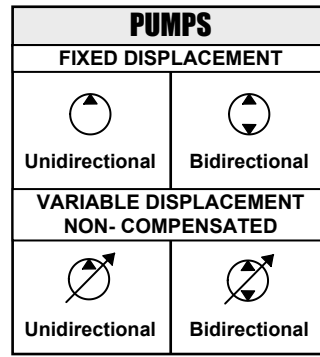 PUMPS
FIXED DISPLACEMENT
Unidirectional
Bidirectional
VARIABLE DISPLACEMENT
NON- COMPENSATED
Unidirectional
Bidirectional